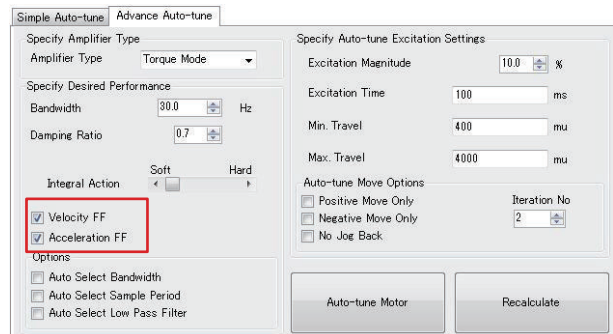 Simple Auto-tune
Advance Auto-tune
Specify Amplifier Type
Amplifier Type
Torque Mode
Specify Desired Performance
Bandwidth
30.0
Hz
Damping Ratio
0.7
Soft
Hard
Integral Action
Velocity FF
Acceleration FF
Options
Auto Select Bandwidth
Auto Select Sample Period
Auto Select Low Pass Filter
Specify Auto-tune Excitation Settings
Excitation Magnitude
10.0
%
Excitation Time
100
ms
Min. Travel
400
mu
Max. Travel
4000
mu
Auto-tune Move Options
Positive Move Only
Negative Move Only
No Jog Back
Iteration No
2
Auto-tune Motor
Recalculate